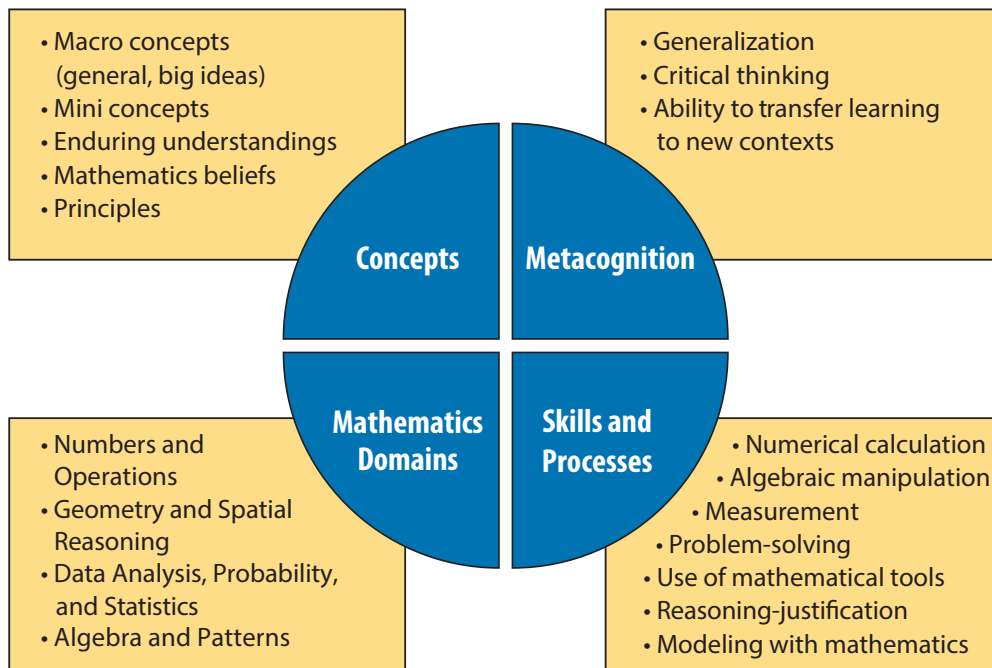 • Macro concepts
(general, big ideas)
• Mini concepts
• Enduring understandings
• Mathematics beliefs
• Principles
• Generalization
• Critical thinking
• Ability to transfer learning
to new contexts
Concepts
Metacognition
Mathematics
Domains
Skills and
Processes
• Numbers and
Operations
• Geometry and Spatial
Reasoning
• Data Analysis, Probability,
and Statistics
• Algebra and Patterns
• Numerical calculation
• Algebraic manipulation
• Measurement
• Problem-solving
• Use of mathematical tools
• Reasoning-justification
• Modeling with mathematics